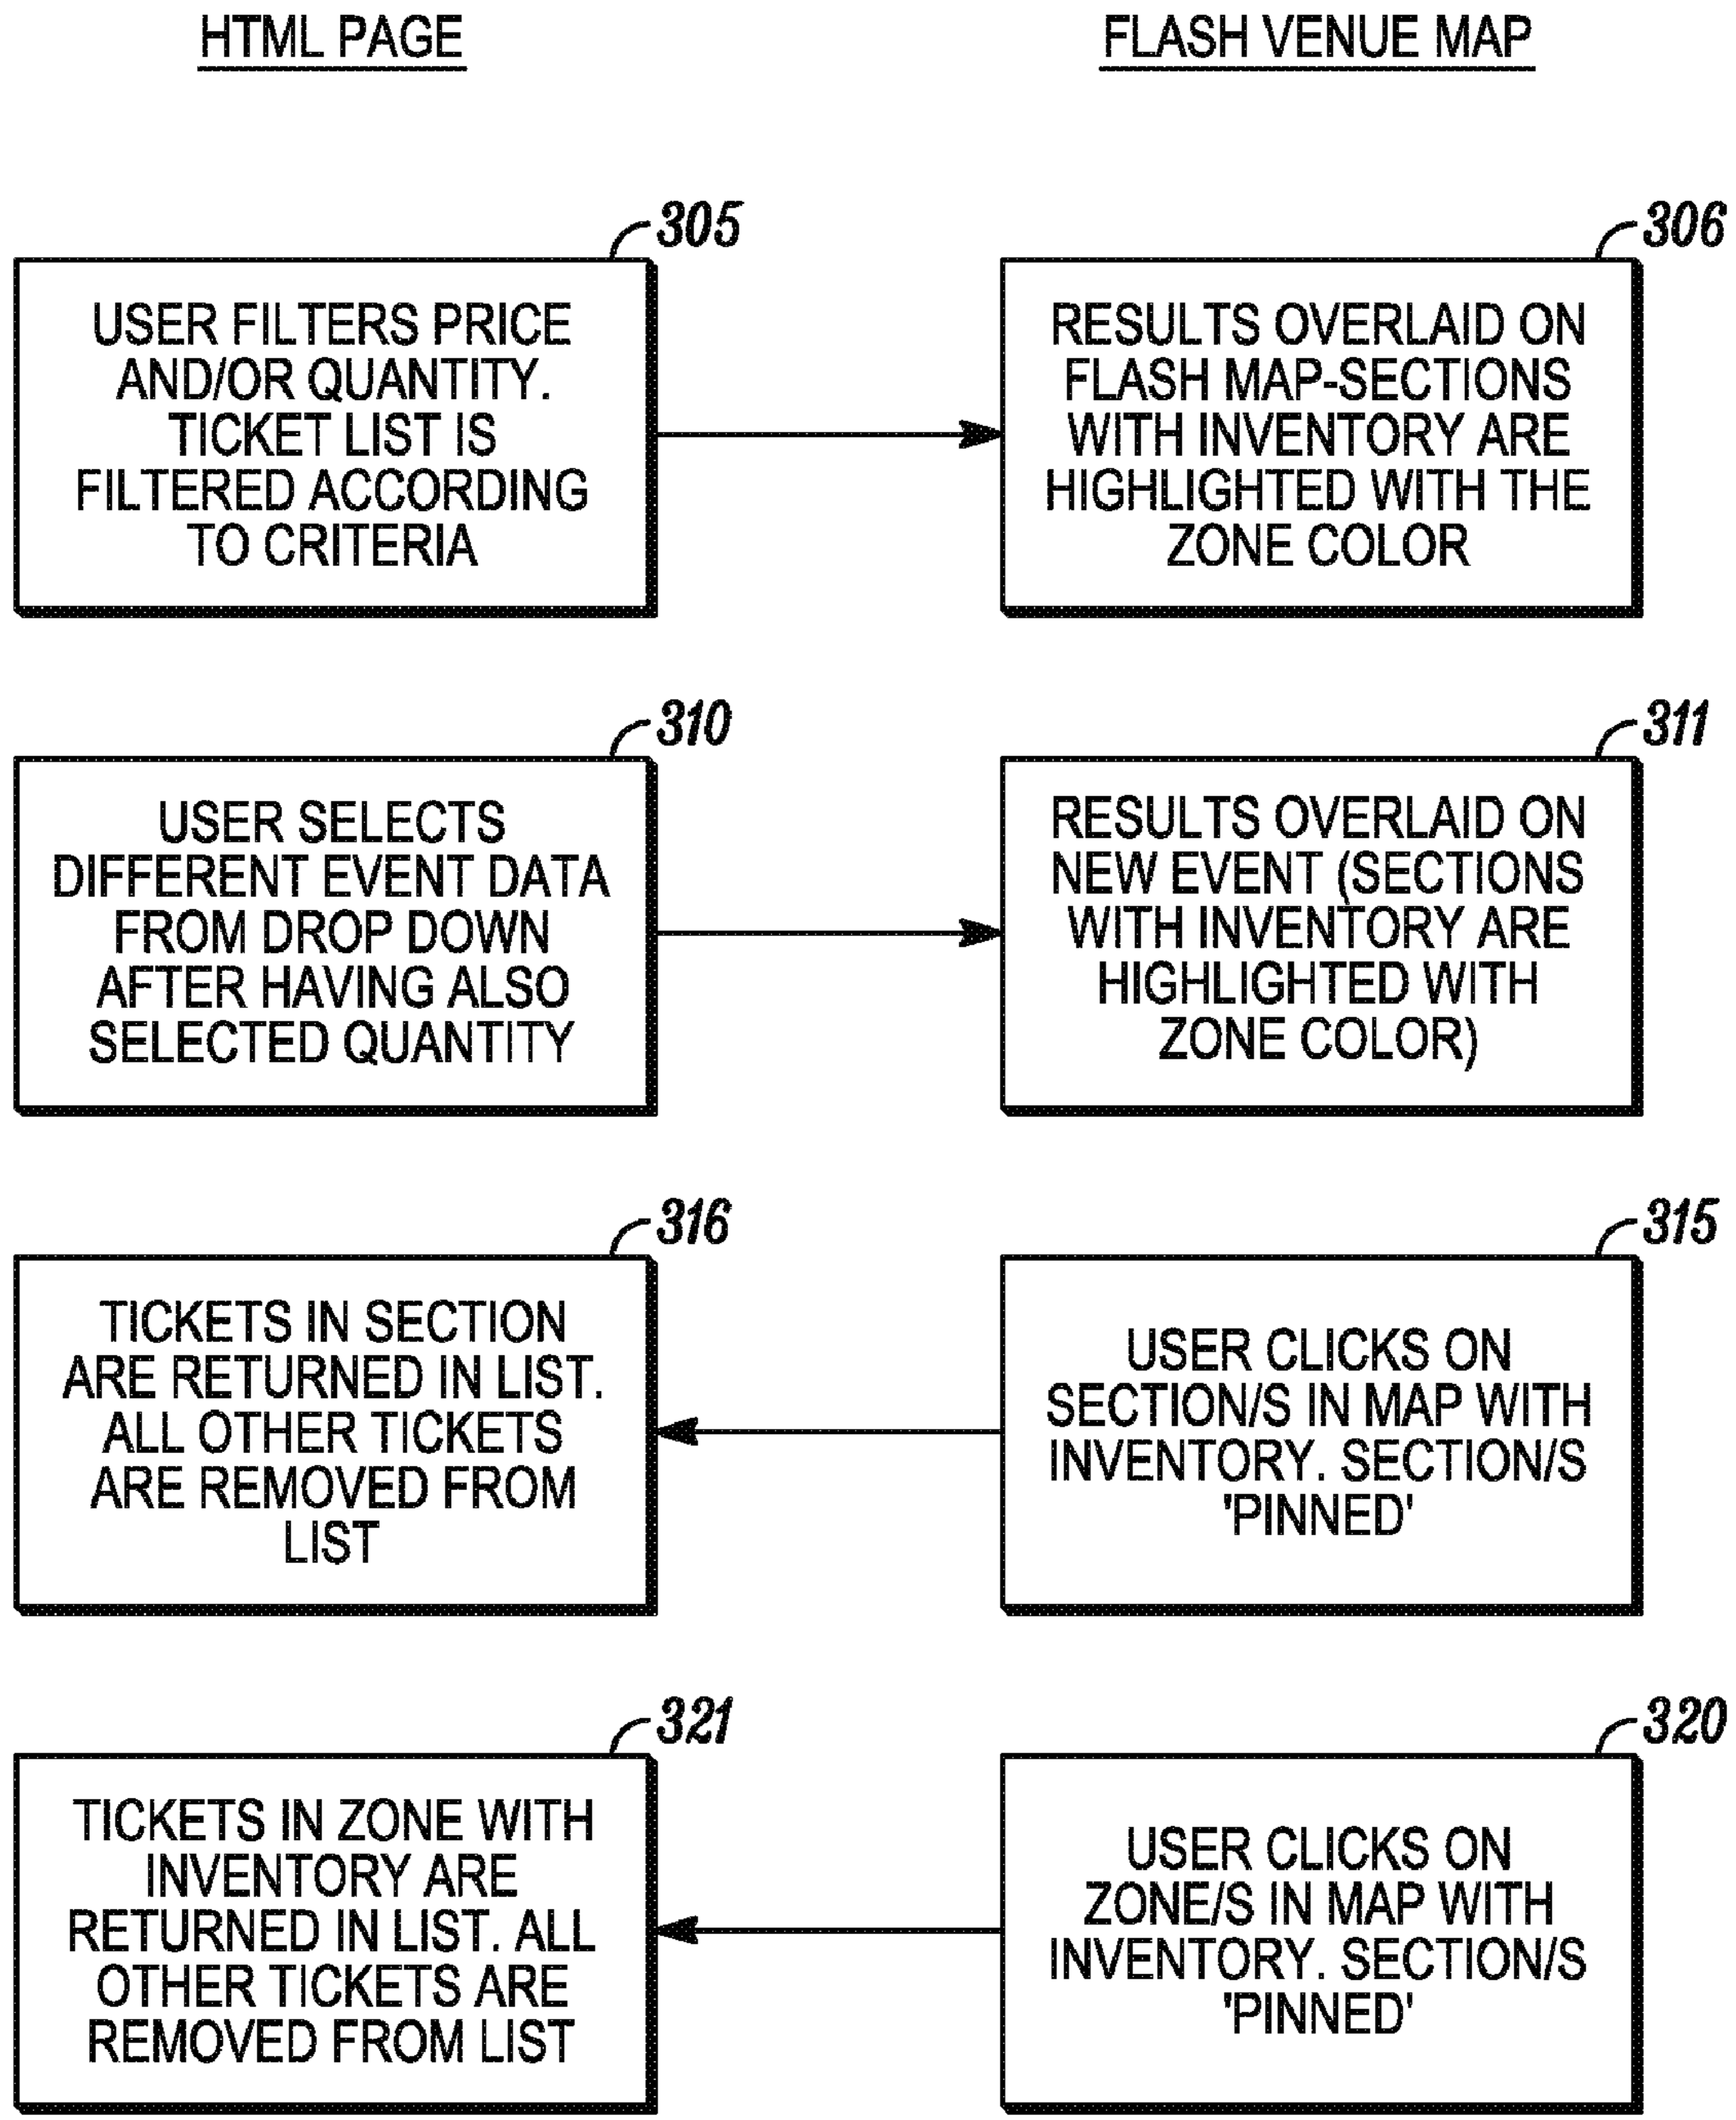 HTML PAGE
FLASH VENUE MAP
305
USER FILTERS PRICE
AND/OR QUANTITY.
TICKET LIST IS
FILTERED ACCORDING
TO CRITERIA
306
RESULTS OVERLAID ON
FLASH MAP-SECTIONS
WITH INVENTORY ARE
HIGHLIGHTED WITH THE
ZONE COLOR
310
USER SELECTS
DIFFERENT EVENT DATA
FROM DROP DOWN
AFTER HAVING ALSO
SELECTED QUANTITY
311
RESULTS OVERLAID ON
NEW EVENT (SECTIONS
WITH INVENTORY ARE
HIGHLIGHTED WITH
ZONE COLOR)
316
TICKETS IN SECTION
ARE RETURNED IN LIST.
ALL OTHER TICKETS
ARE REMOVED FROM
LIST
315
USER CLICKS ON
SECTION/S IN MAP WITH
INVENTORY. SECTION/S
'PINNED'
321
TICKETS IN ZONE WITH
INVENTORY ARE
RETURNED IN LIST. ALL
OTHER TICKETS ARE
REMOVED FROM LIST
320
USER CLICKS ON
ZONE/S IN MAP WITH
INVENTORY. SECTION/S
'PINNED'